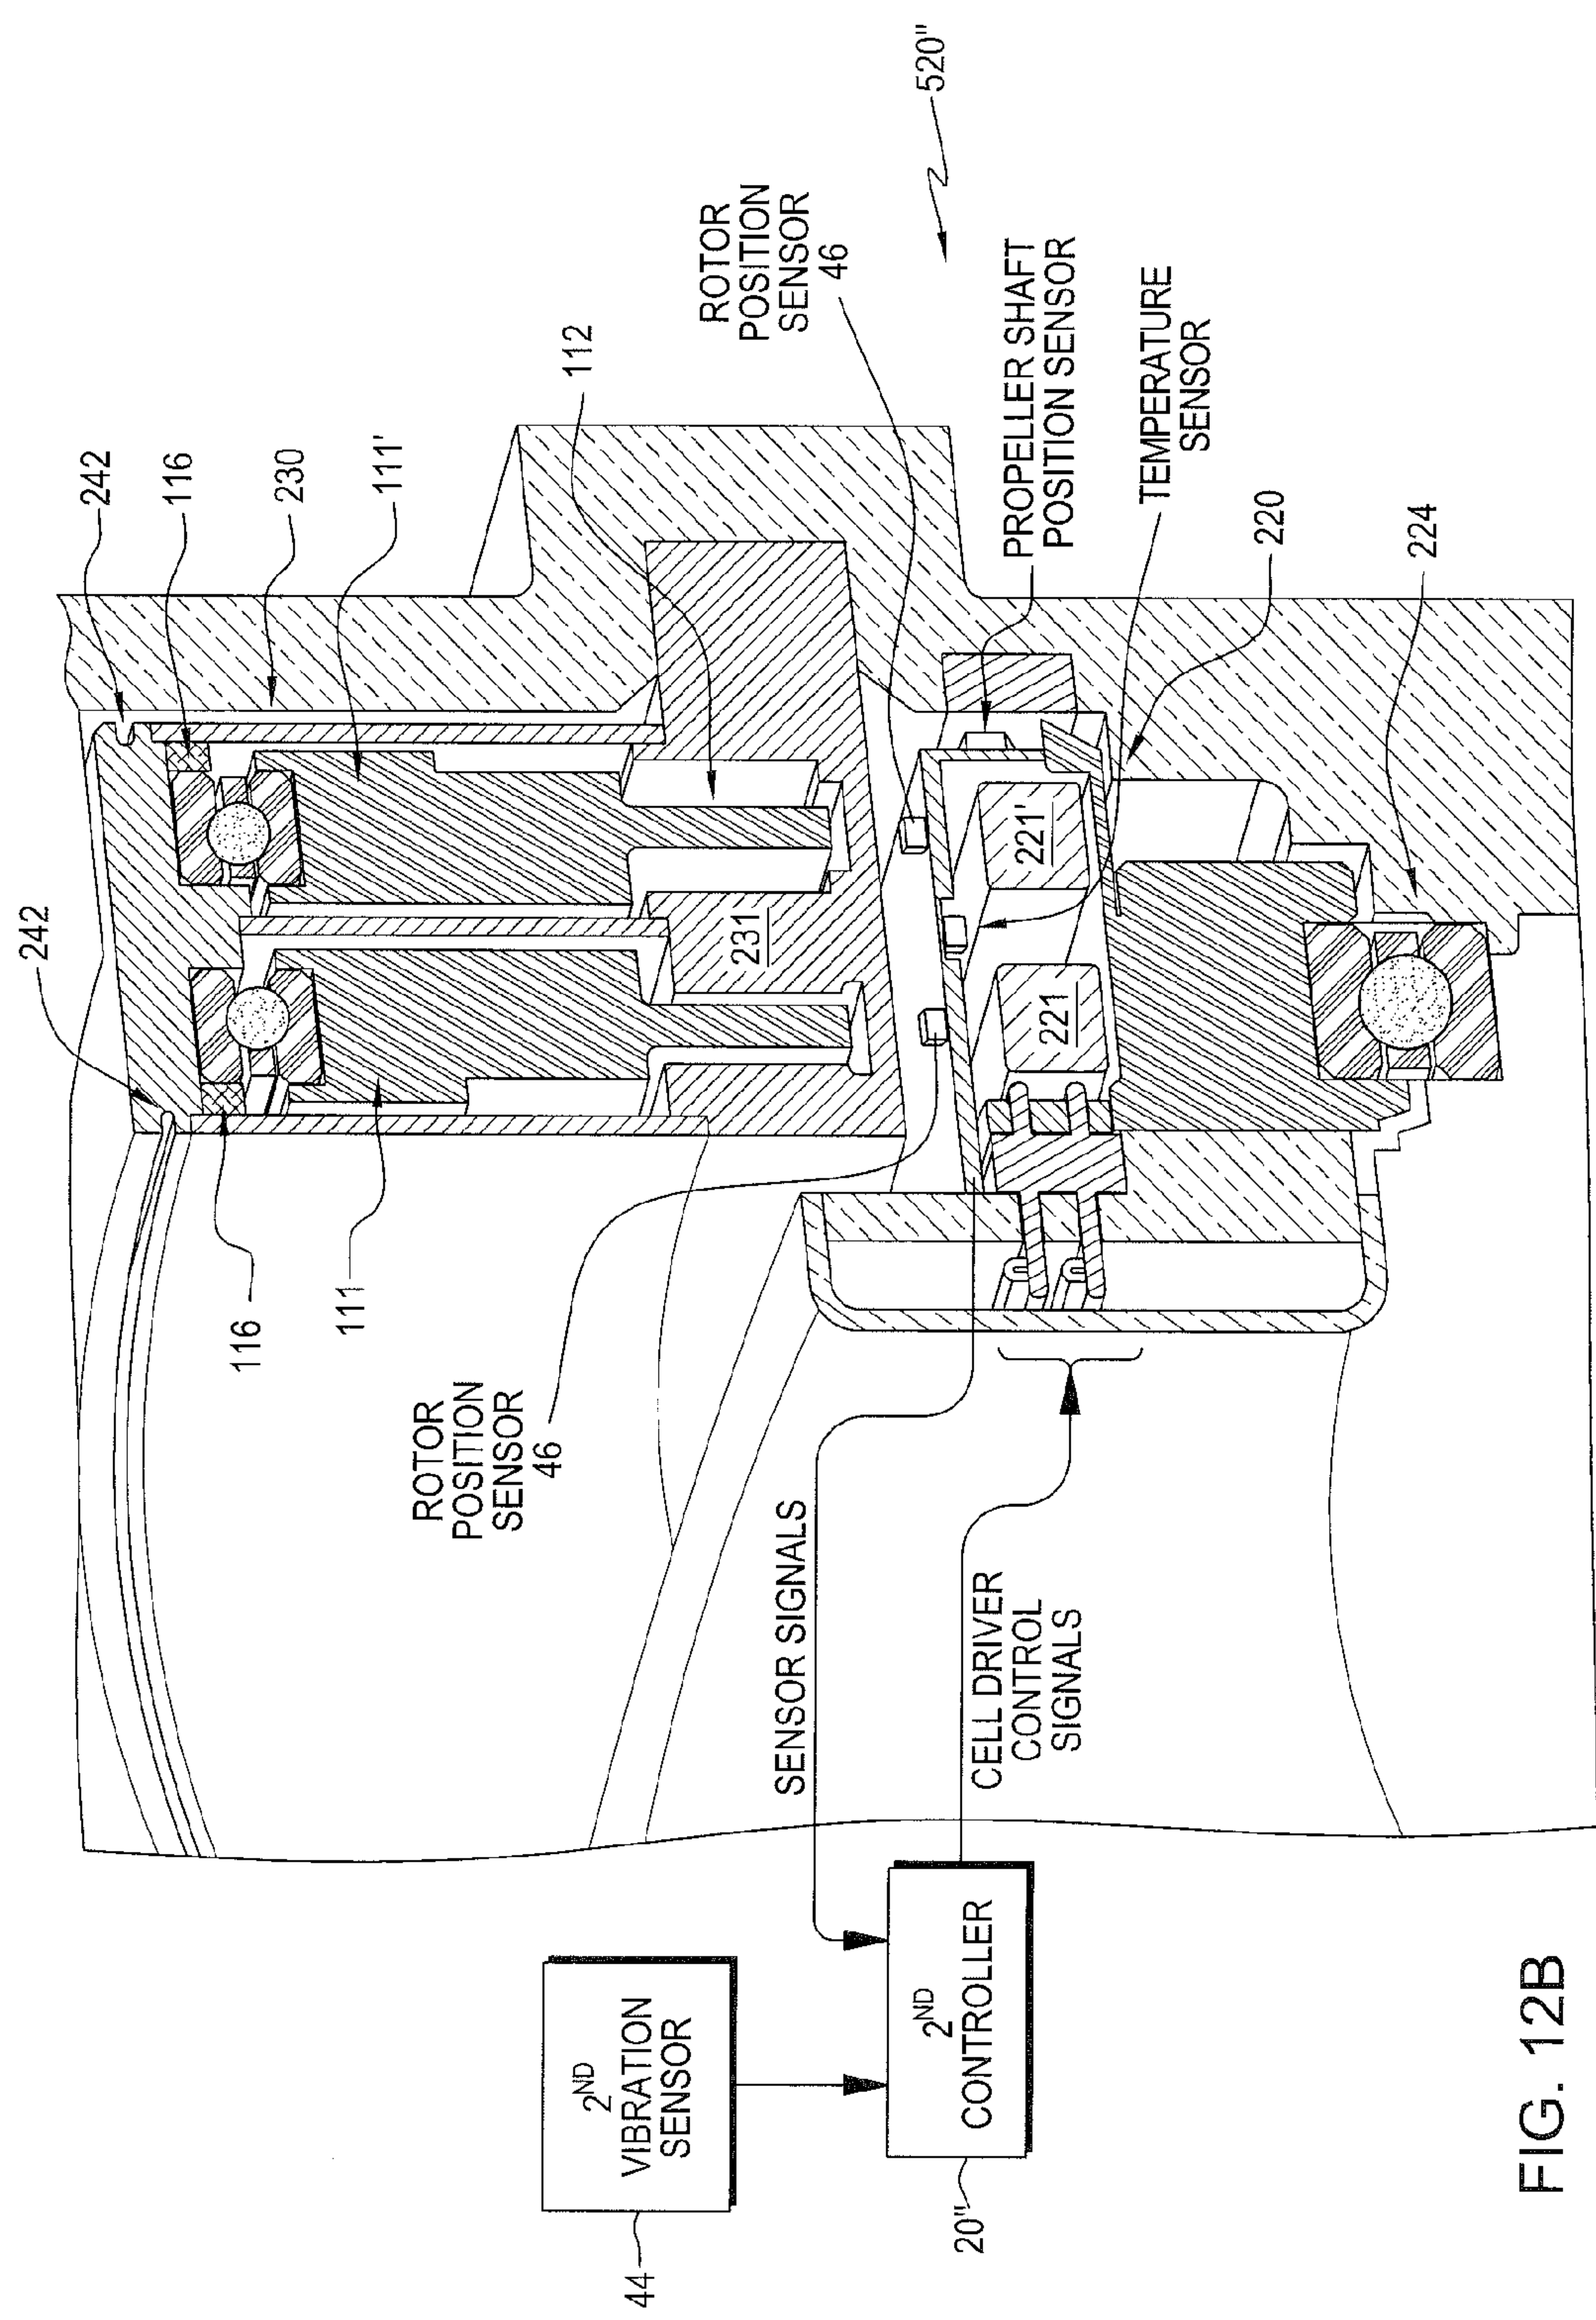 242
242
116
230
111'
112
ROTOR
POSITION
SENSOR
46
520"
PROPELLER SHAFT
POSITION SENSOR
TEMPERATURE
SENSOR
220
224
231
221'
221
116
111
ROTOR
POSITION
SENSOR
46
SENSOR SIGNALS
CELL DRIVER
CONTROL
SIGNALS
2ND
VIBRATION
SENSOR
44
2ND
CONTROLLER
20"
FIG. 12B